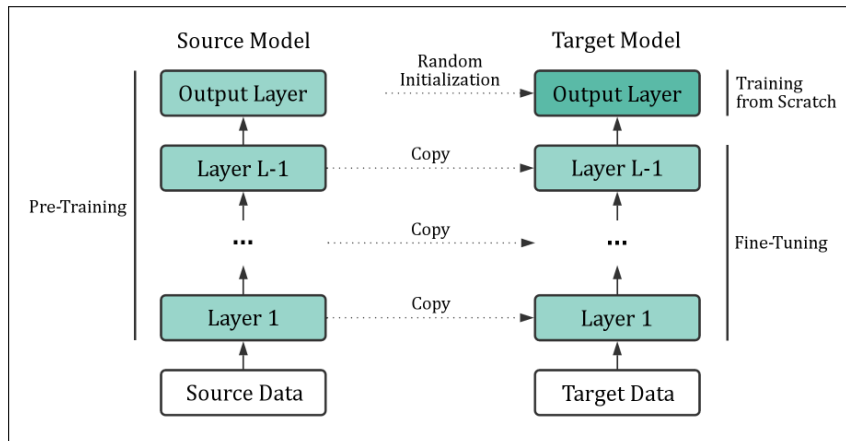 Source Model
Target Model
Random
Initialization
Output Layer
Output Layer
Training
from Scratch
Layer L-1
Copy
Layer L-1
Pre-Training
...
Copy
...
Fine-Tuning
Layer 1
Copy
Layer 1
Source Data
Target Data